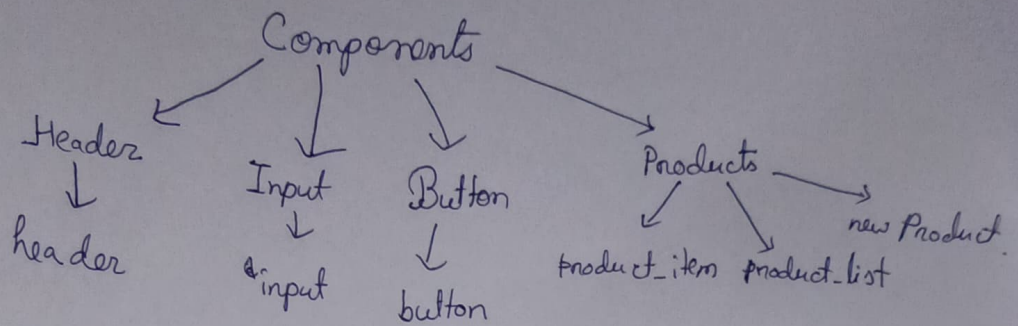 Components
Header
Input
Button
Products
header
input
button
product_item
product_list
new Product.